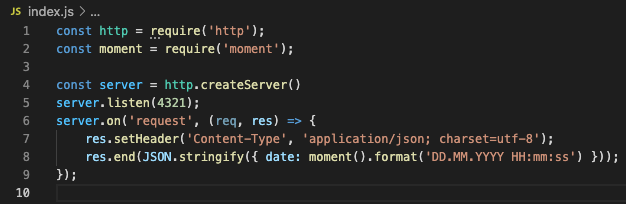 JS index.js > ...
1 const http = require('http');
2 const moment = require('moment');
3
4 const server = http.createServer()
5 server.listen(4321);
6 server.on('request', (req, res) => {
7 res.setHeader('Content-Type', 'application/json; charset=utf-8');
8 res.end(JSON.stringify({ date: moment().format('DD.MM.YYYY HH:mm:ss') }));
9 });
10